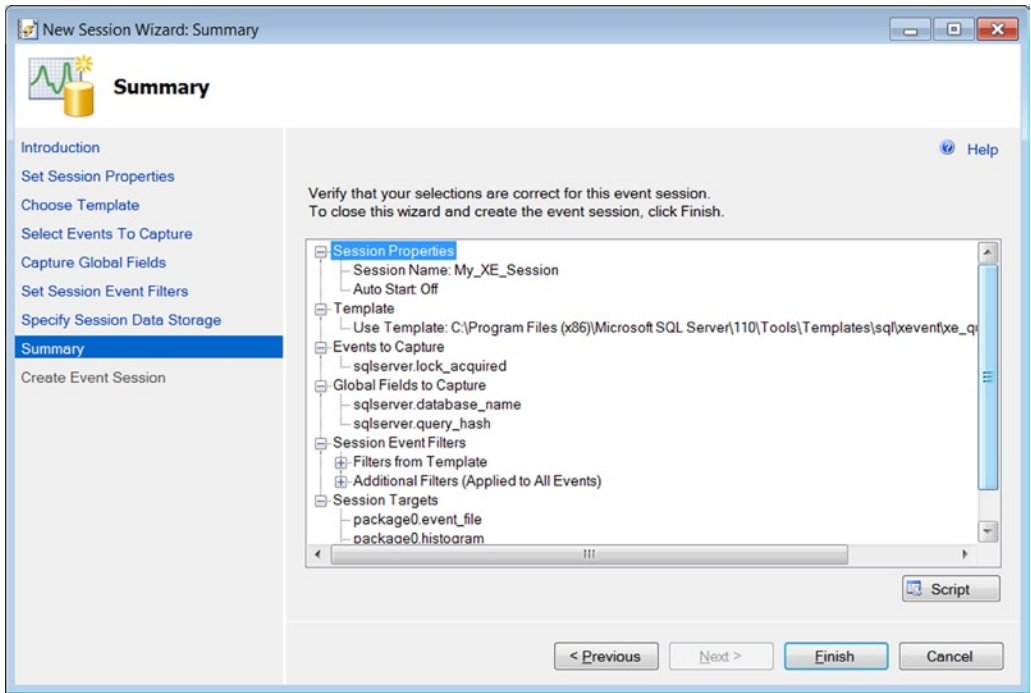 New Session Wizard: Summary
Summary
Introduction
Set Session Properties
Choose Template
Select Events To Capture
Capture Global Fields
Set Session Event Filters
Specify Session Data Storage
Summary
Create Event Session
Help
Verify that your selections are correct for this event session.
To close this wizard and create the event session, click Finish.
Session Properties
Session Name: My_XE_Session
Auto Start: Off
Template
Use Template: C:\Program Files (x86)\Microsoft SQL Server\110\Tools\Templates\sql\xevent\xe_qu
Events to Capture
sqlserver.lock_acquired
Global Fields to Capture
sqlserver.database_name
sqlserver.query_hash
Session Event Filters
Filters from Template
Additional Filters (Applied to All Events)
Session Targets
package0.event_file
package0.histogram
Script
< Previous
Next >
Finish
Cancel